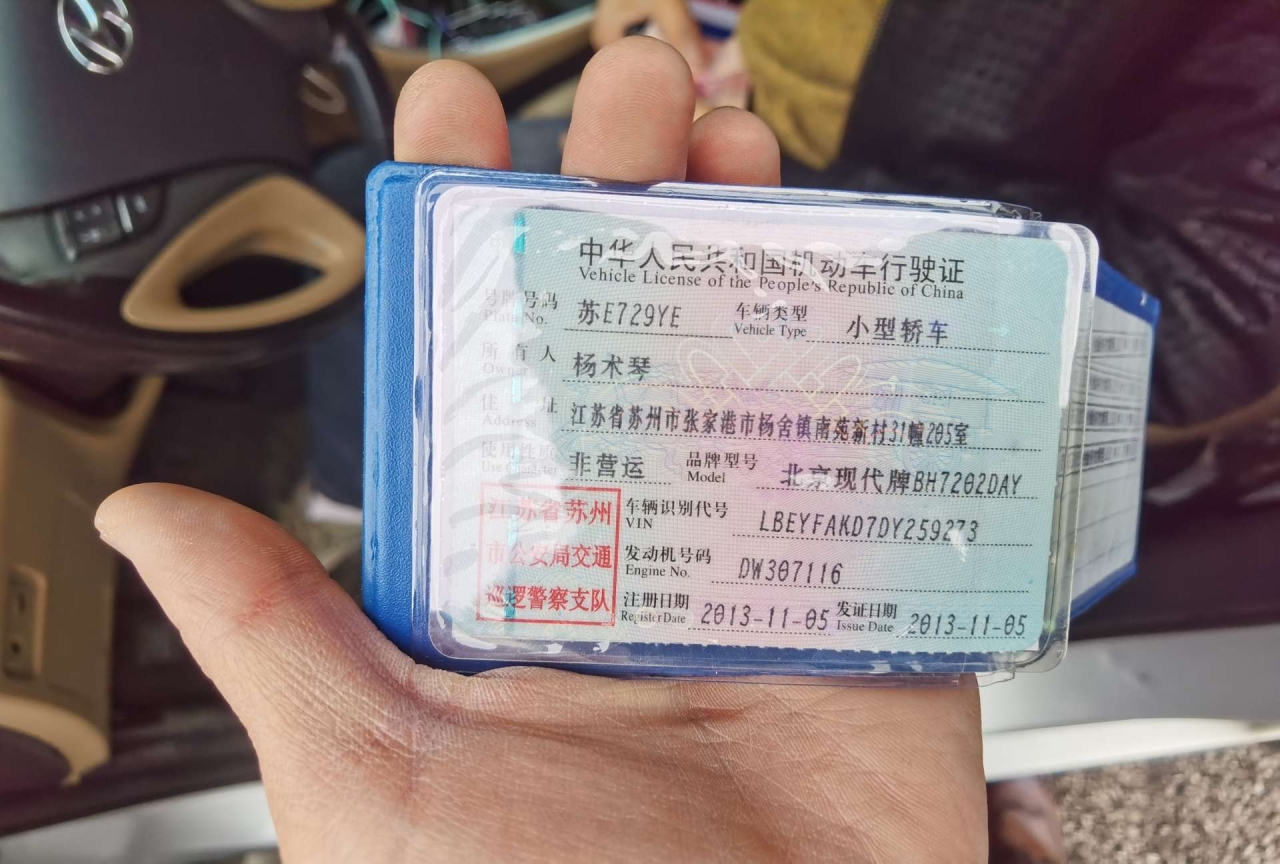 中华人民共和国机动车行驶证
Vehicle License of the People's Republic of China
号牌号码 苏E729YE 车辆类型 小型轿车
Plate No. Vehicle Type
所有人 杨术琴
Owner
住址 江苏省苏州市张家港市杨舍镇南苑新村31幢205室
Address
使用性质 非营运 品牌型号 北京现代牌BH7202DAY
Use Character Model
江苏省苏州
市公安局交通
巡逻警察支队
车辆识别代号 LBEYFAKD7DY259273
VIN
发动机号码 DW307116
Engine No.
注册日期 2013-11-05 发证日期 2013-11-05
Register Date Issue Date